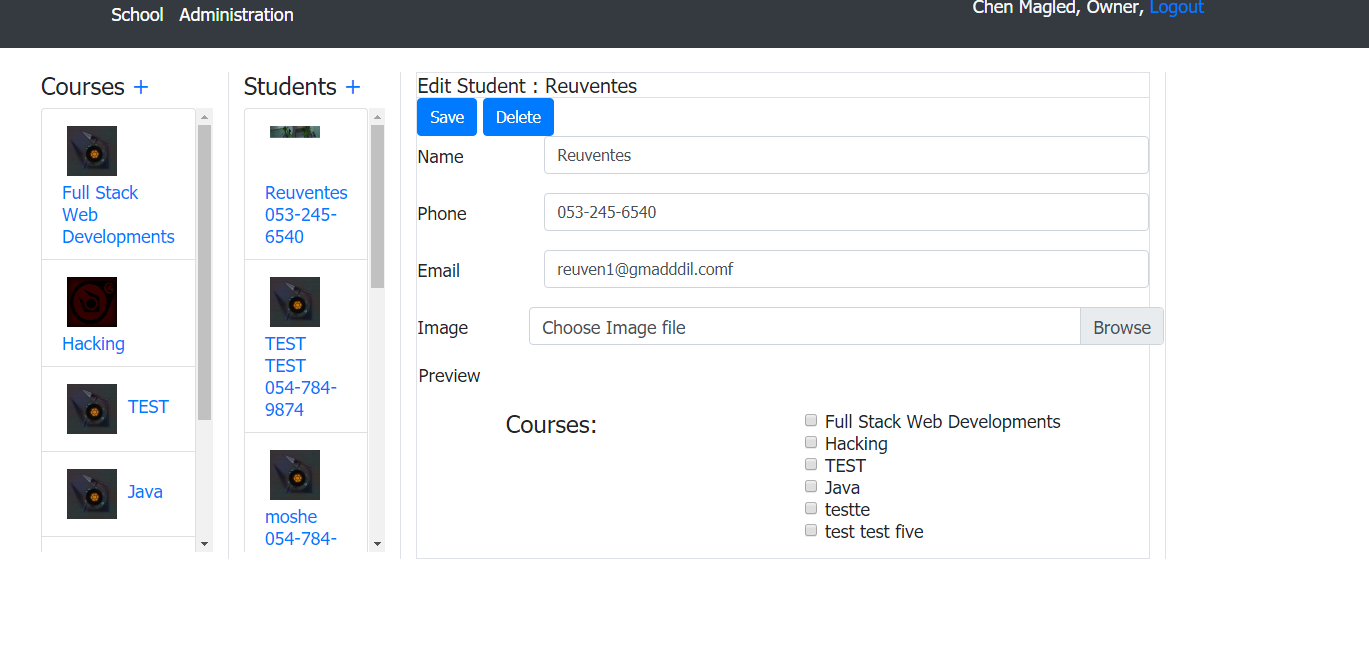 School Administration
Chen Magled, Owner, Logout
Courses +
Full Stack
Web
Developments
Hacking
TEST
Java
Students +
Reuventes
053-245-
6540
TEST
TEST
054-784-
9874
moshe
054-784-
Edit Student : Reuventes
Save Delete
Name Reuventes
Phone 053-245-6540
Email reuven1@gmadddil.comf
Image Choose Image file Browse
Preview
Courses:
Full Stack Web Developments
Hacking
TEST
Java
testte
test test five